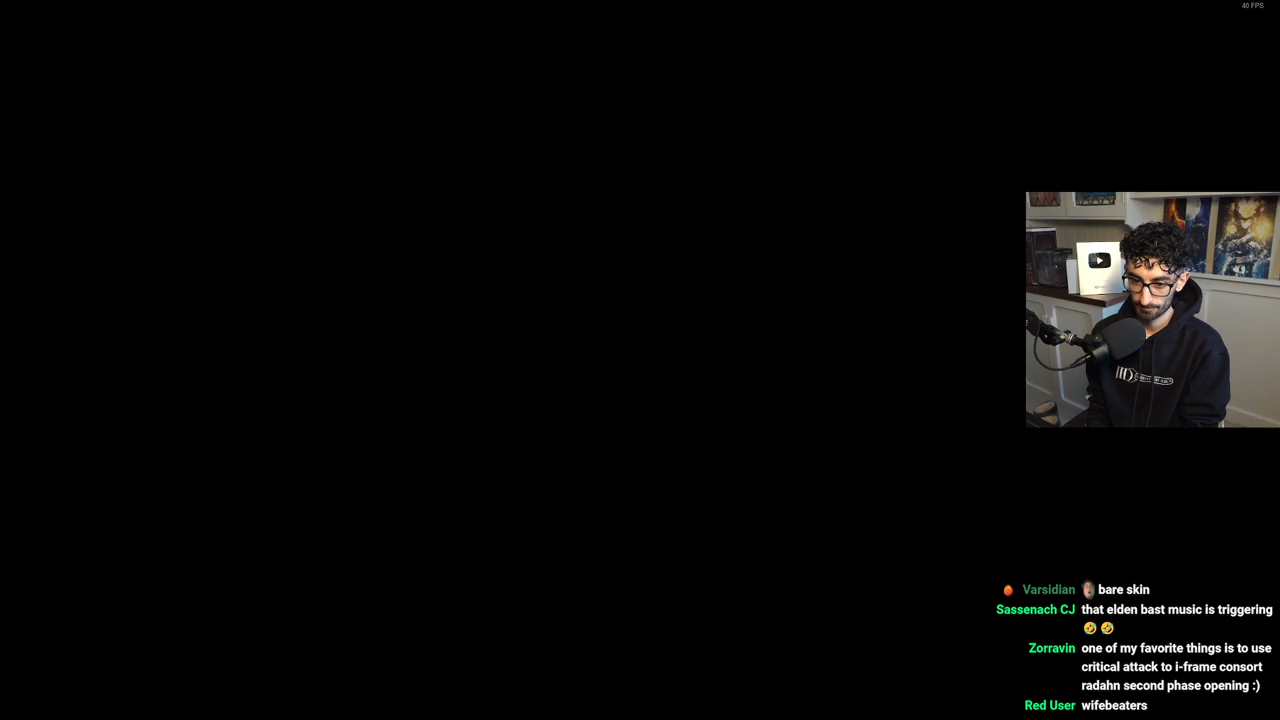 40 FPS
Varsidian bare skin
Sassenach CJ that elden bast music is triggering
🤣 🤣
Zorravin one of my favorite things is to use
critical attack to i-frame consort
radahn second phase opening :)
Red User wifebeaters